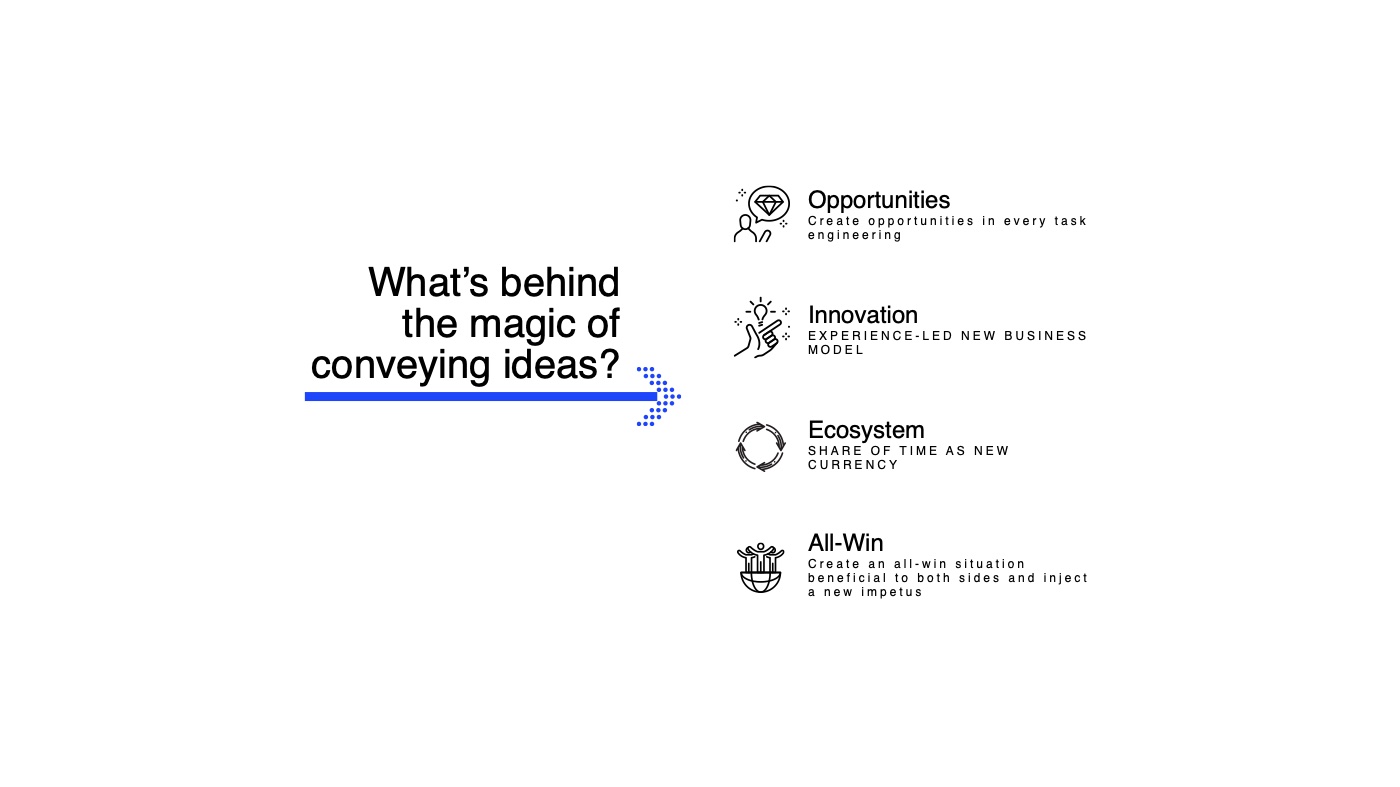 What’s behind
the magic of
conveying ideas?
Opportunities
Create opportunities in every task
engineering
Innovation
EXPERIENCE-LED NEW BUSINESS
MODEL
Ecosystem
SHARE OF TIME AS NEW
CURRENCY
All-Win
Create an all-win situation
beneficial to both sides and inject
a new impetus